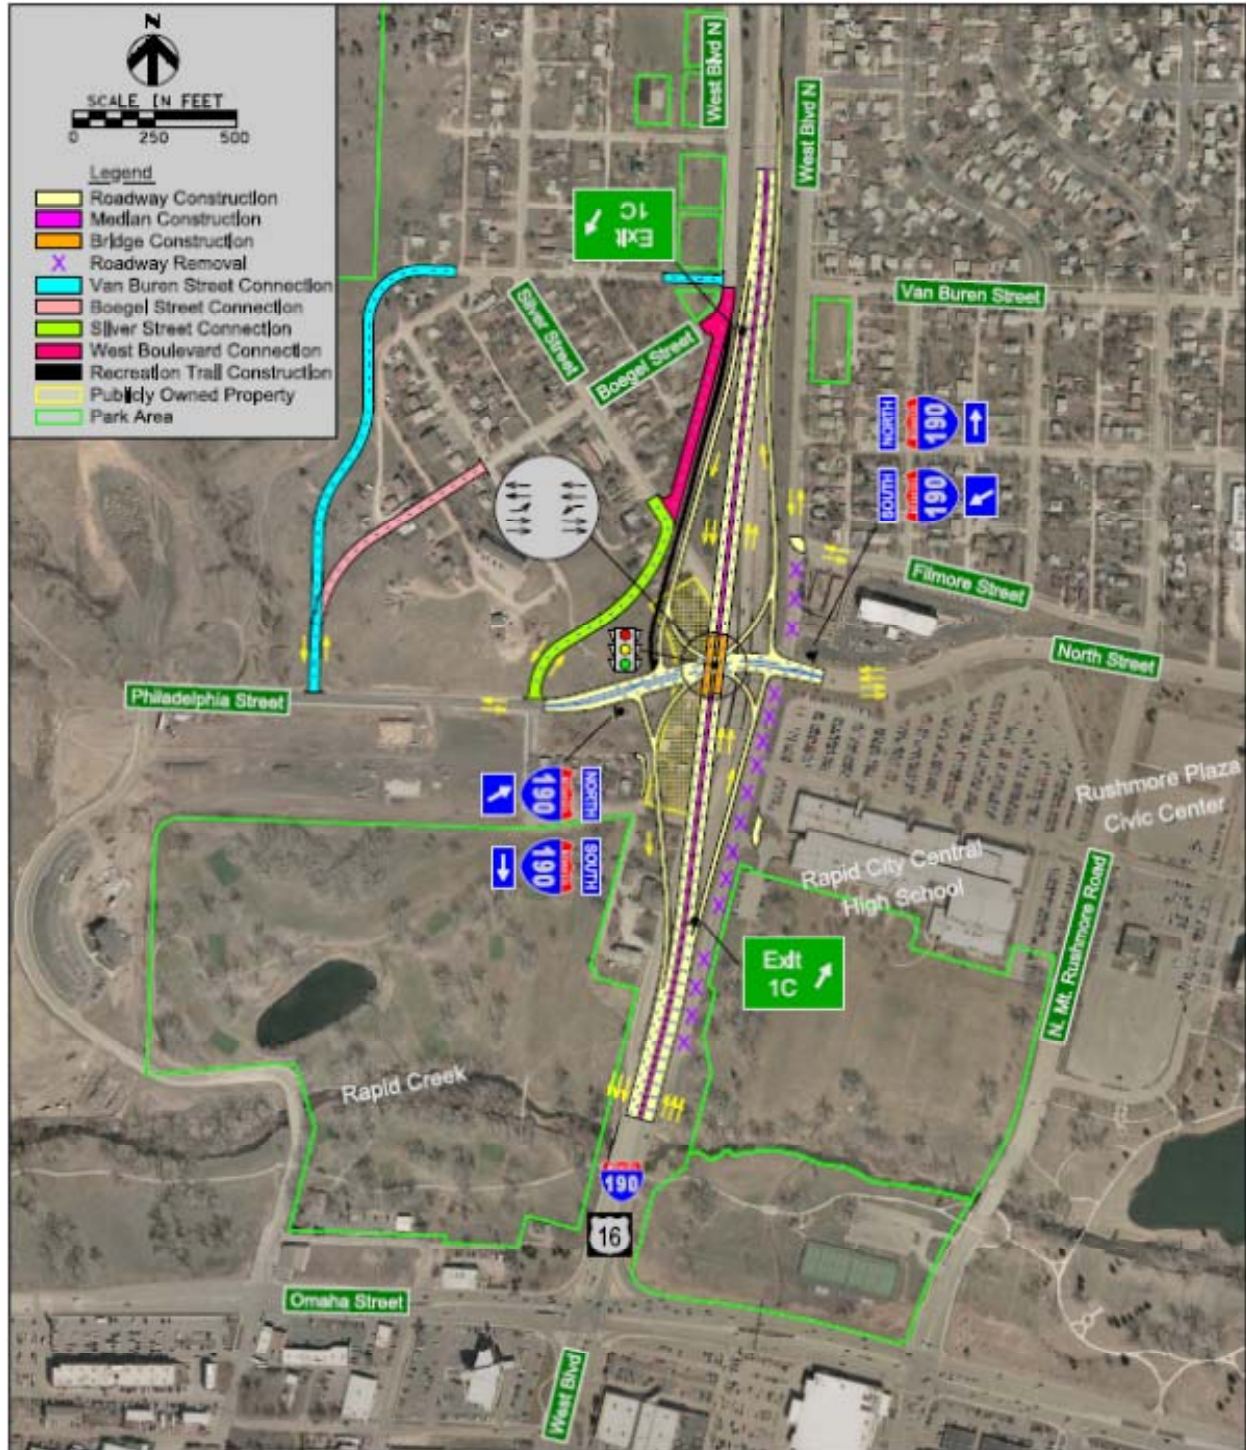 N
SCALE IN FEET
0 250 500
Legend
Roadway Construction
Median Construction
Bridge Construction
X Roadway Removal
Van Buren Street Connection
Boegel Street Connection
Silver Street Connection
West Boulevard Connection
Recreation Trail Construction
Publicly Owned Property
Park Area
West Blvd N
West Blvd N
Exit
1C
Van Buren Street
Silver Street
Boegel Street
NORTH
190
SOUTH
190
Filmore Street
North Street
Philadelphia Street
NORTH
190
SOUTH
190
Rushmore Plaza
Civic Center
Rapid City Central
High School
N. Mt. Rushmore Road
Exit
1C
Rapid Creek
190
16
Omaha Street
West Blvd